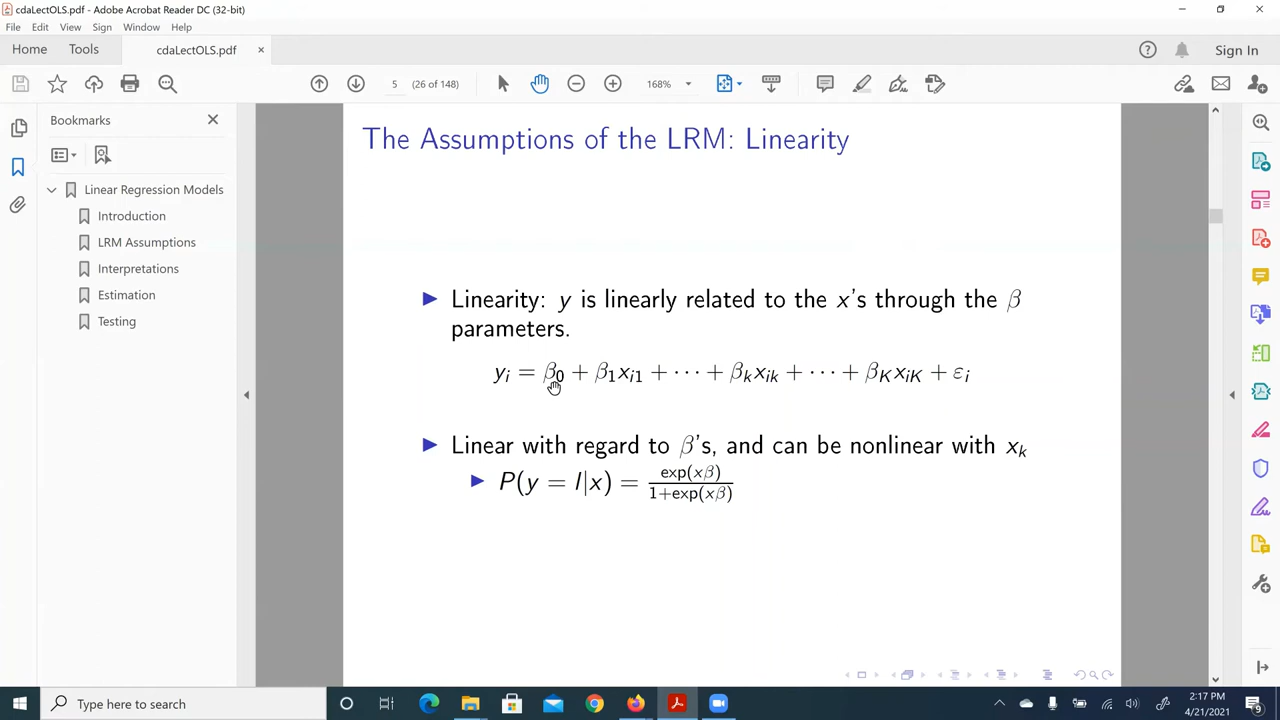 cdaLectOLS.pdf - Adobe Acrobat Reader DC (32-bit)
File Edit View Sign Window Help
Home Tools cdaLectOLS.pdf × Sign In
5 (26 of 148) 168%
Bookmarks
Linear Regression Models
Introduction
LRM Assumptions
Interpretations
Estimation
Testing
The Assumptions of the LRM: Linearity
▶ Linearity: y is linearly related to the x's through the β
parameters.
yᵢ = β₀ + β₁xᵢ₁ + ⋯ + βₖxᵢₖ + ⋯ + β_K x_{iK} + εᵢ
▶ Linear with regard to β's, and can be nonlinear with xₖ
▶ P(y = I|x) = exp(xβ) / 1+exp(xβ)
Type here to search
2:17 PM
4/21/2021
9